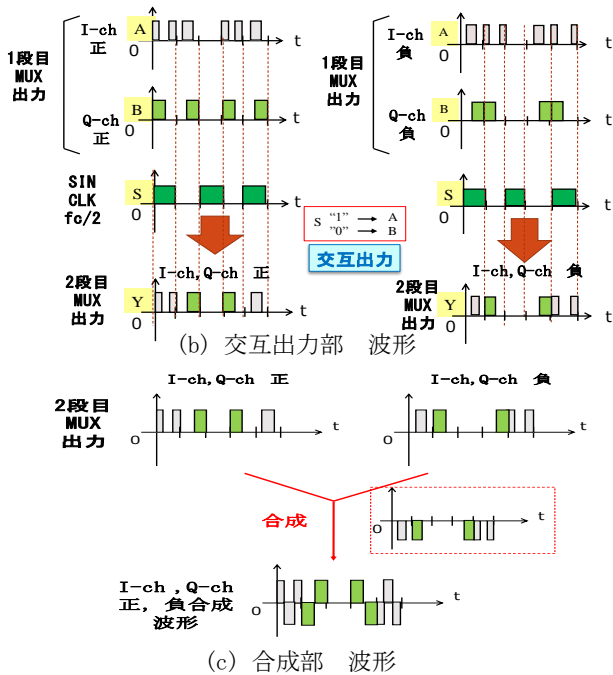 1段目
MUX
出力
I-ch
正
A
0
t
Q-ch
正
B
0
t
SIN
CLK
fc/2
S
0
t
I-ch,Q-ch 正
2段目
MUX
出力
Y
0
t
S "1" → A
"0" → B
交互出力
1段目
MUX
出力
I-ch
負
A
0
t
Q-ch
負
B
0
t
S
0
t
I-ch,Q-ch 負
2段目
MUX
出力
Y
0
t
(b) 交互出力部 波形
I-ch,Q-ch 正
2段目
MUX
出力
0
t
I-ch,Q-ch 負
0
t
合成
0
t
I-ch ,Q-ch
正, 負合成
波形
0
t
(c) 合成部 波形